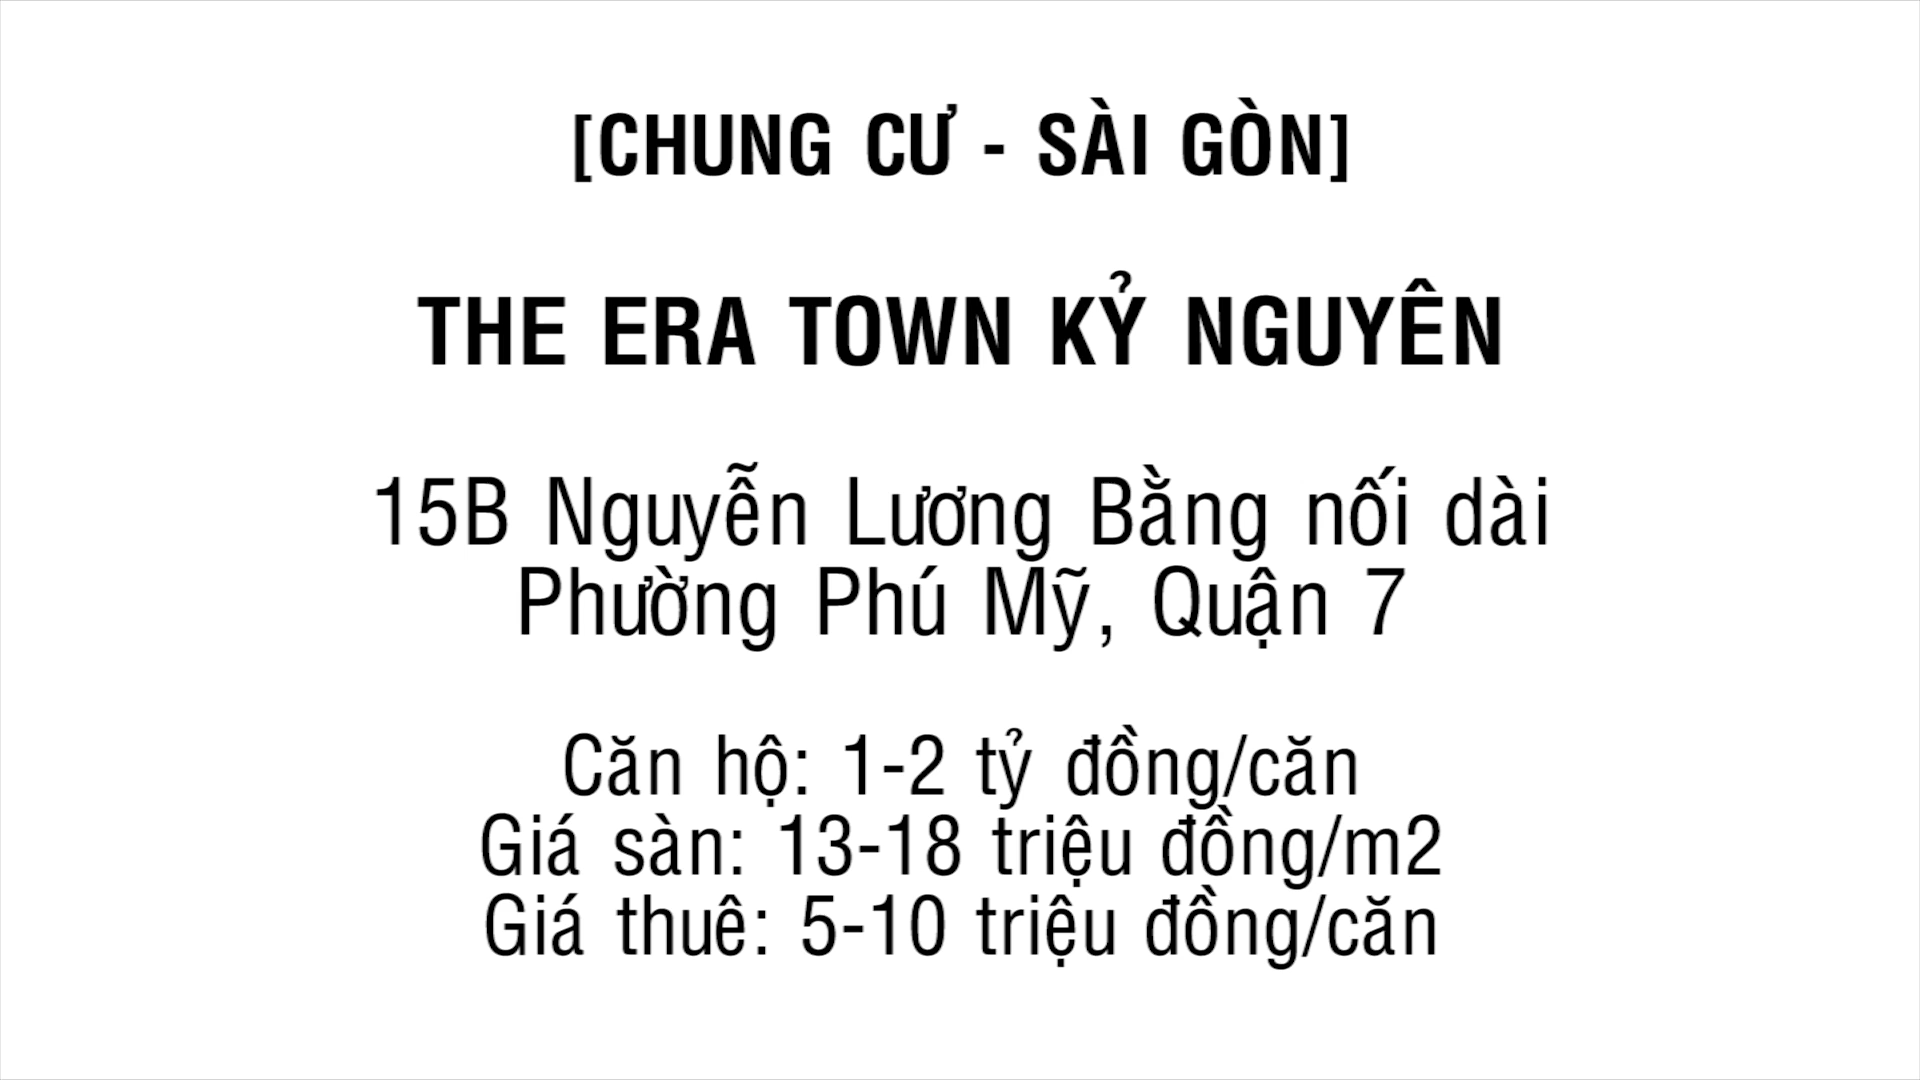 [CHUNG CƯ - SÀI GÒN]
THE ERA TOWN KỶ NGUYÊN
15B Nguyễn Lương Bằng nối dài
Phường Phú Mỹ, Quận 7
Căn hộ: 1-2 tỷ đồng/căn
Giá sàn: 13-18 triệu đồng/m2
Giá thuê: 5-10 triệu đồng/căn